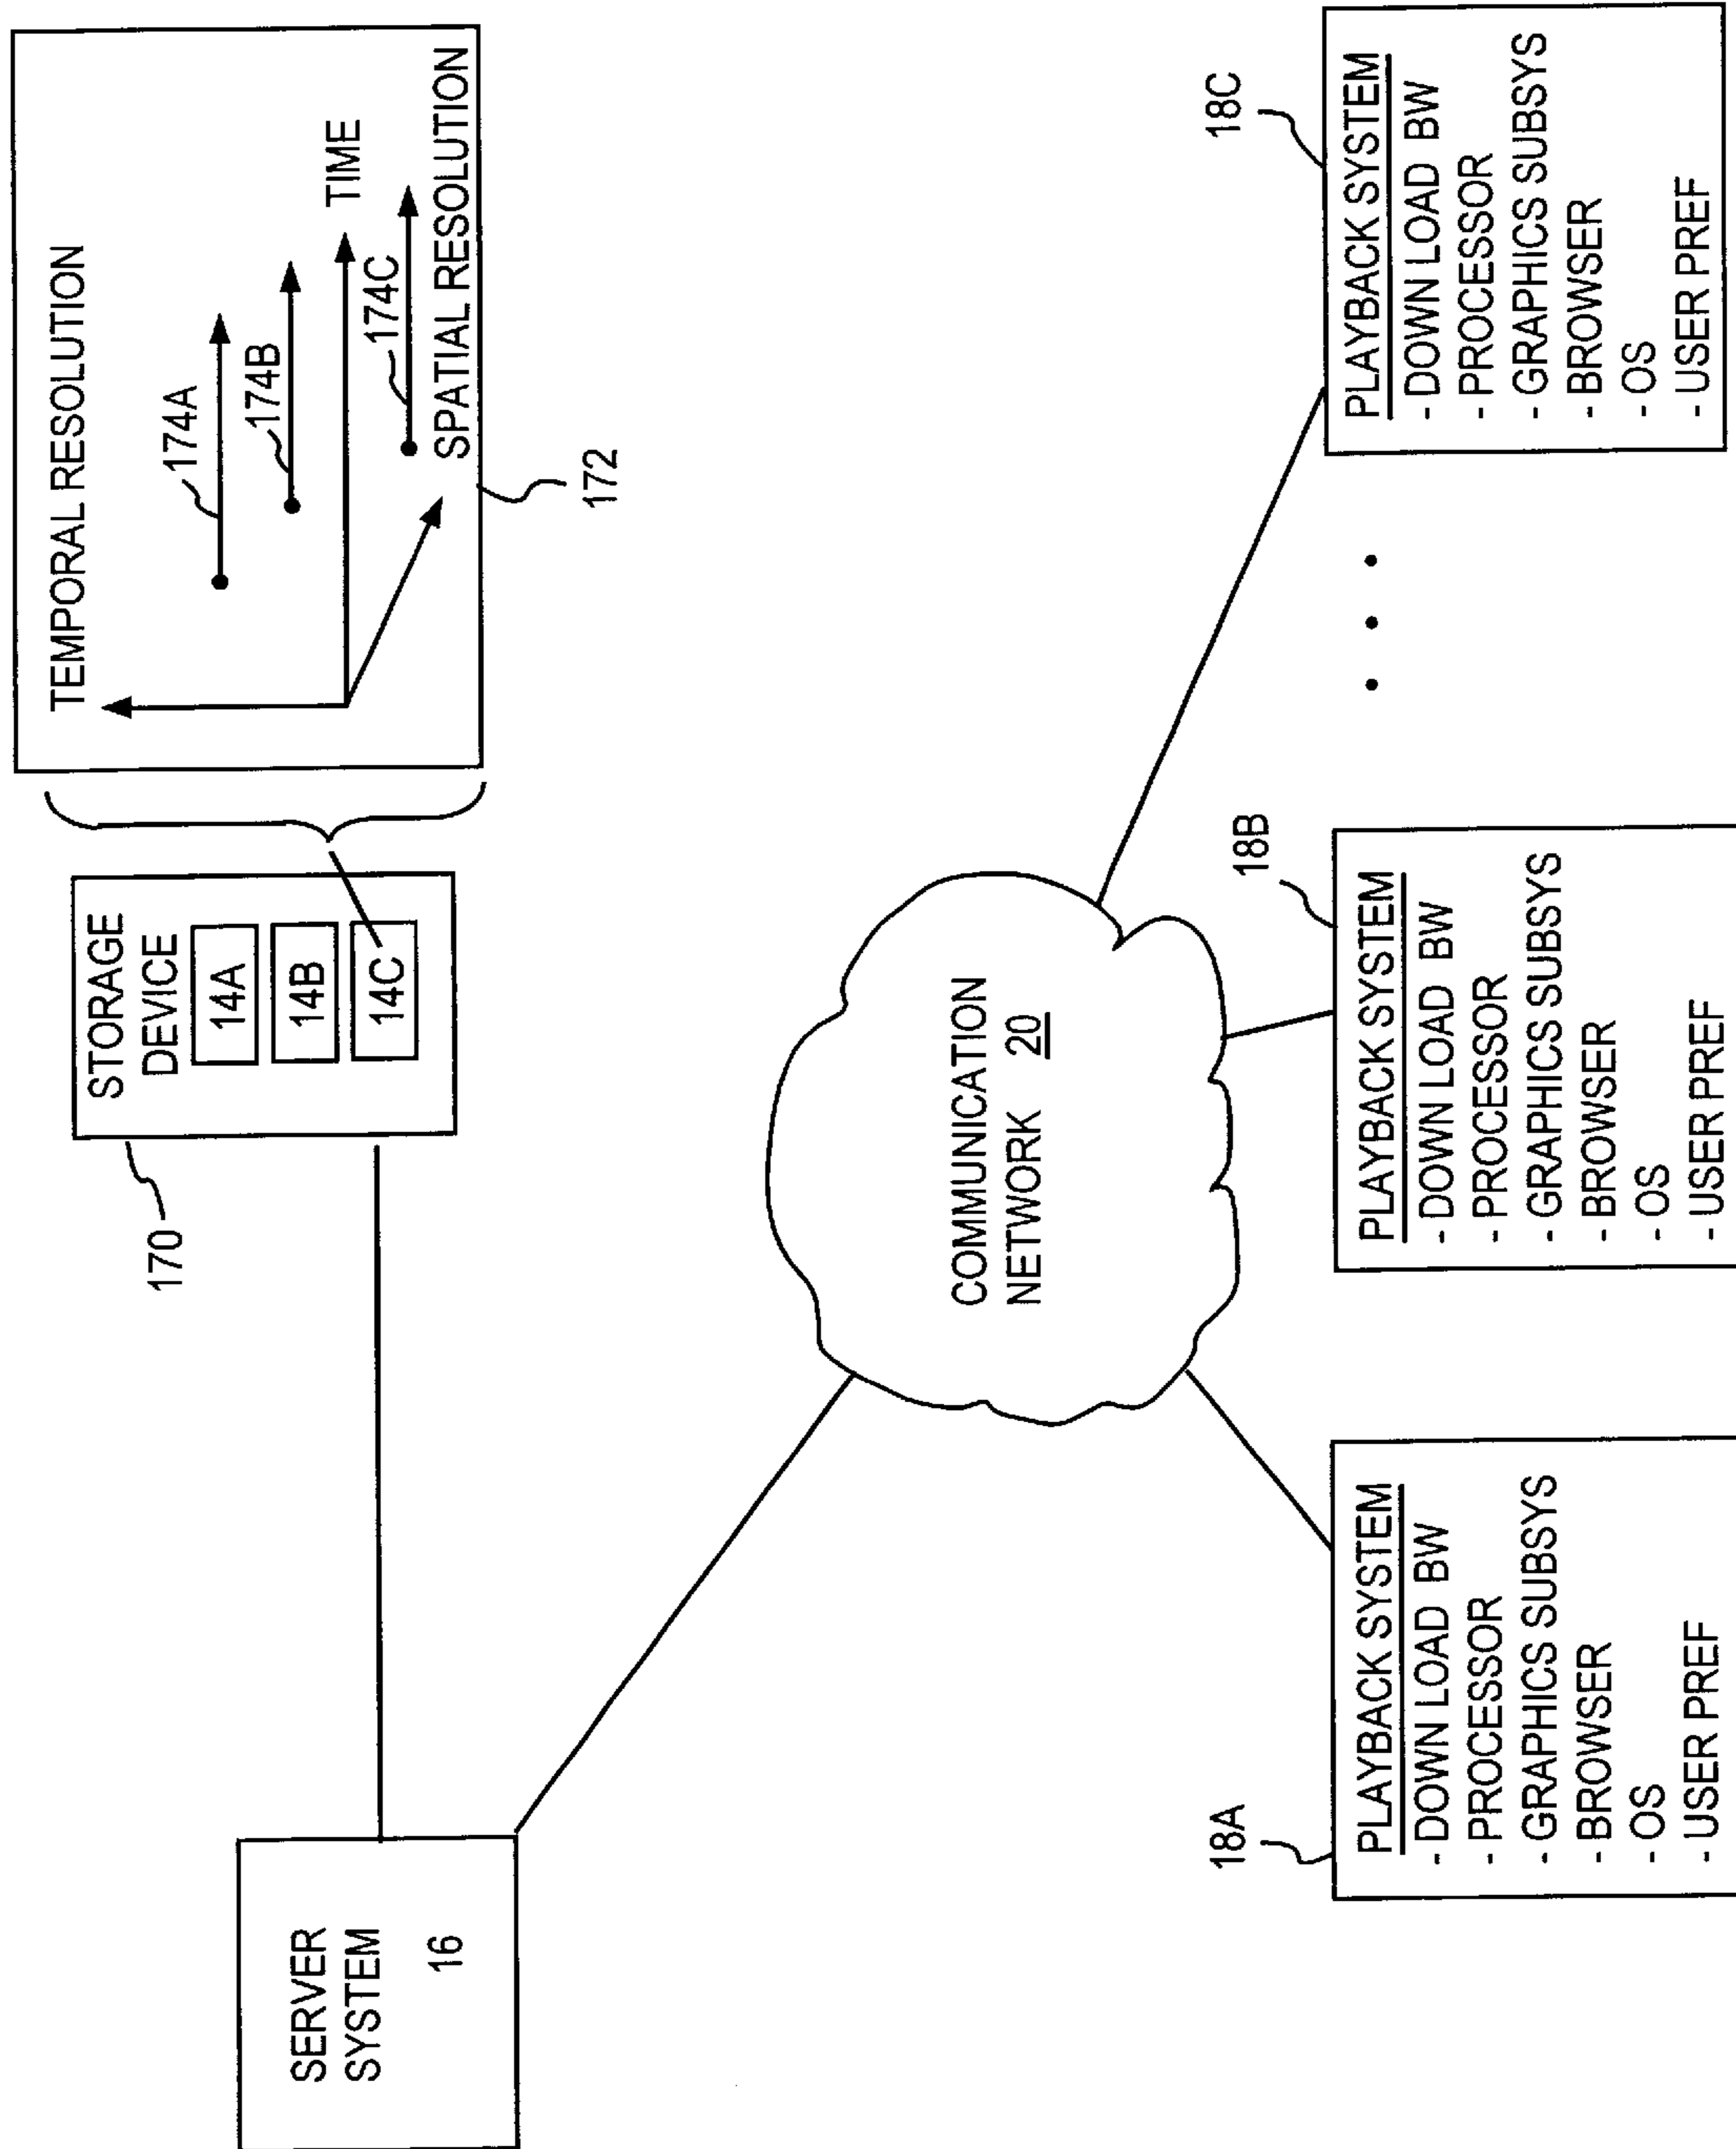 SERVER
SYSTEM
16
170
STORAGE
DEVICE
14A
14B
14C
TEMPORAL RESOLUTION
174A
174B
TIME
174C
SPATIAL RESOLUTION
172
COMMUNICATION
NETWORK 20
18A
PLAYBACK SYSTEM
- DOWN LOAD BW
- PROCESSOR
- GRAPHICS SUBSYS
- BROWSER
- OS
- USER PREF
18B
PLAYBACK SYSTEM
- DOWN LOAD BW
- PROCESSOR
- GRAPHICS SUBSYS
- BROWSER
- OS
- USER PREF
18C
PLAYBACK SYSTEM
- DOWN LOAD BW
- PROCESSOR
- GRAPHICS SUBSYS
- BROWSER
- OS
- USER PREF